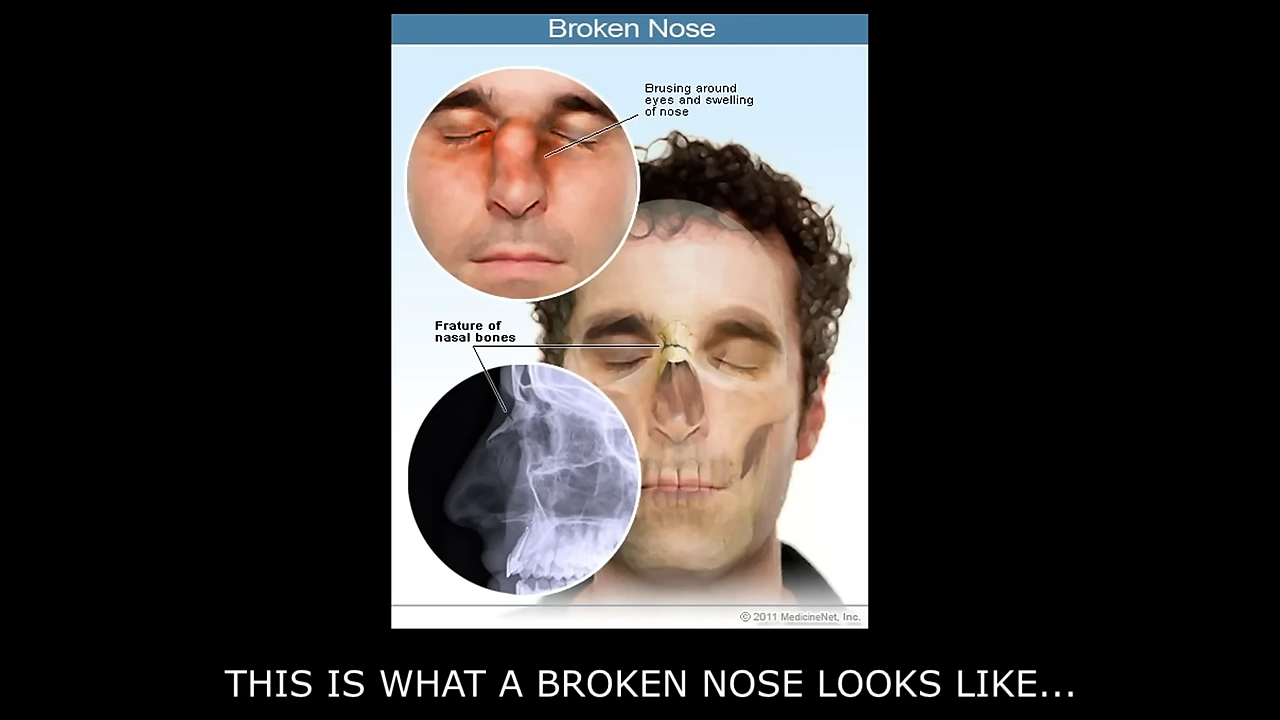 Broken Nose
Brusing around
eyes and swelling
of nose
Frature of
nasal bones
© 2011 MedicineNet, Inc.
THIS IS WHAT A BROKEN NOSE LOOKS LIKE...